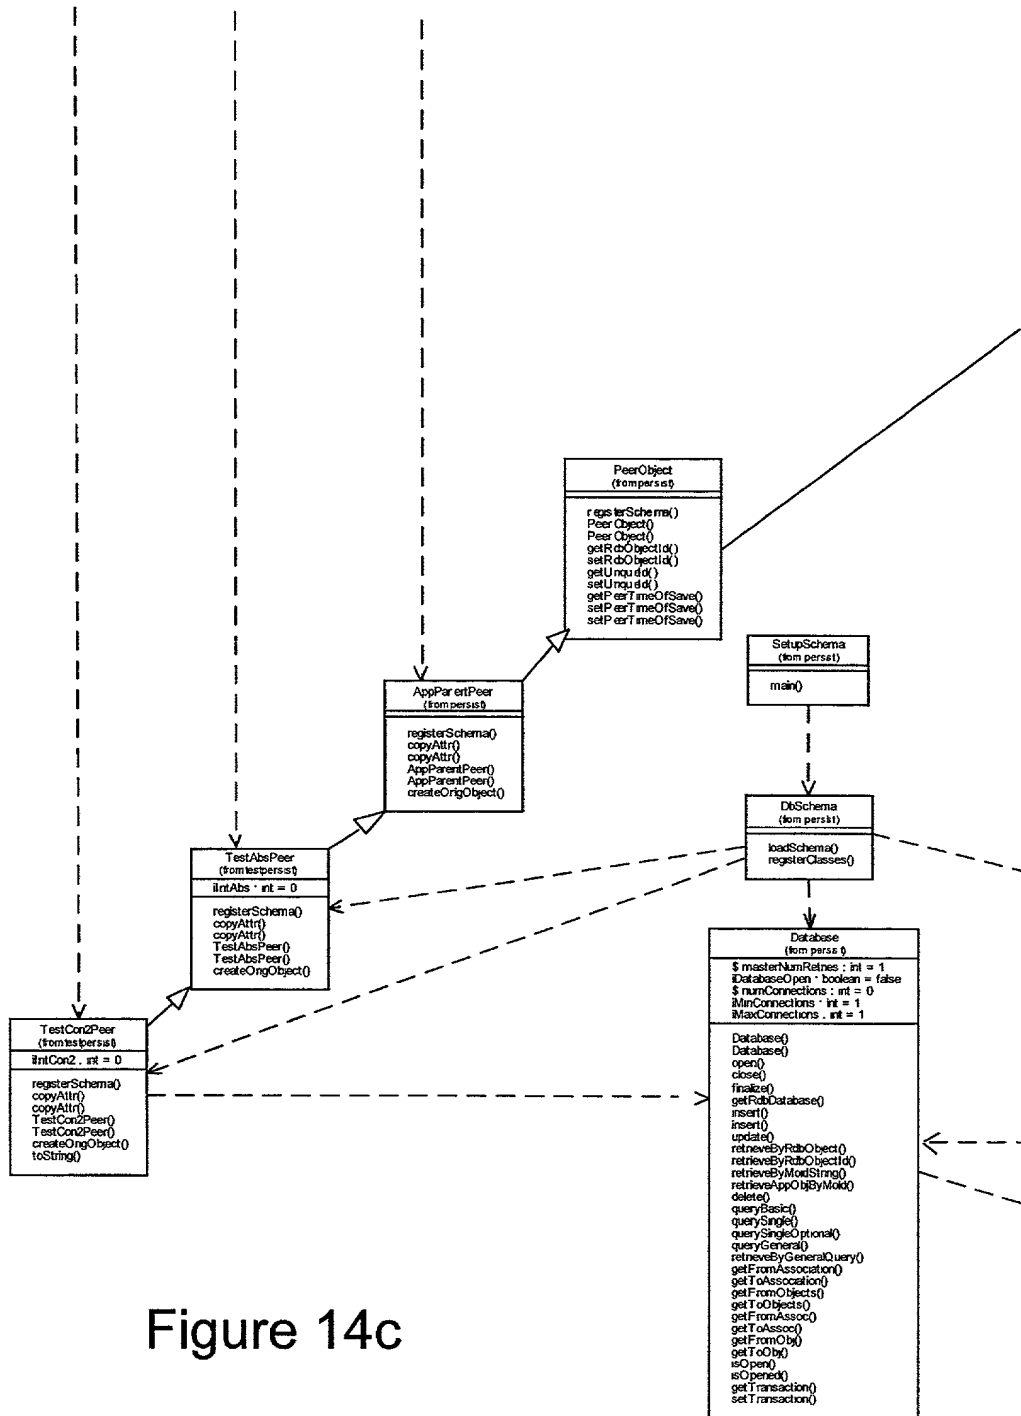 PeerObject
(from persist)
registerSchema()
PeerObject()
PeerObject()
getRdbObjectId()
setRdbObjectId()
getUniqueId()
setUniqueId()
getPeerTimeOfSave()
setPeerTimeOfSave()
setPeerTimeOfSave()
SetupSchema
(from persist)
main()
AppParentPeer
(from persist)
registerSchema()
copyAttr()
copyAttr()
AppParentPeer()
AppParentPeer()
createOrigObject()
DbSchema
(from persist)
loadSchema()
registerClasses()
TestAbsPeer
(from testpersist)
iIntAbs : int = 0
registerSchema()
copyAttr()
copyAttr()
TestAbsPeer()
TestAbsPeer()
createOrigObject()
Database
(from persist)
$ masterNumRetries : int = 1
iDatabaseOpen : boolean = false
$ numConnections : int = 0
iMinConnections : int = 1
iMaxConnections : int = 1
Database()
Database()
open()
close()
finalize()
getRdbDatabase()
insert()
insert()
update()
retrieveByRdbObject()
retrieveByRdbObjectId()
retrieveByMoidString()
retrieveAppObjByMoid()
delete()
queryBasic()
querySingle()
querySingleOptional()
queryGeneral()
retrieveByGeneralQuery()
getFromAssociation()
getToAssociation()
getFromObjects()
getToObjects()
getFromAssoc()
getToAssoc()
getFromObj()
getToObj()
isOpen()
isOpened()
getTransaction()
setTransaction()
TestCon2Peer
(from testpersist)
iIntCon2 : int = 0
registerSchema()
copyAttr()
copyAttr()
TestCon2Peer()
TestCon2Peer()
createOrigObject()
toString()
Figure 14c